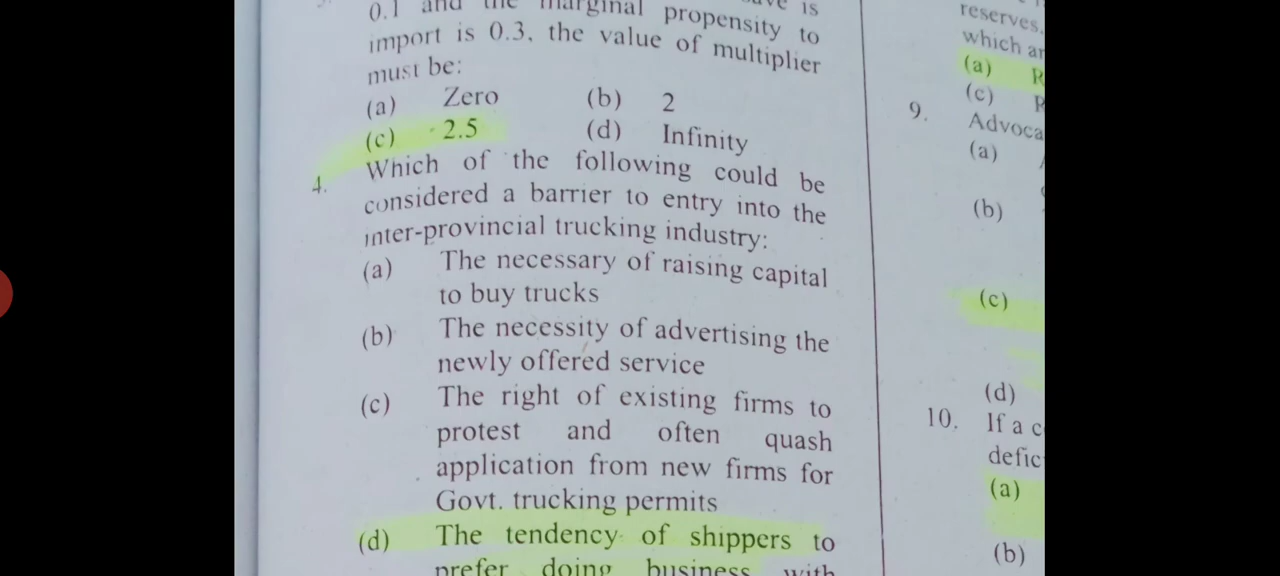 0.1 and the marginal propensity to
import is 0.3, the value of multiplier
must be:
(a) Zero (b) 2
(c) 2.5 (d) Infinity
4. Which of the following could be
considered a barrier to entry into the
inter-provincial trucking industry:
(a) The necessary of raising capital
to buy trucks
(b) The necessity of advertising the
newly offered service
(c) The right of existing firms to
protest and often quash
application from new firms for
Govt. trucking permits
(d) The tendency of shippers to
prefer doing business with
reserves.
which
(a)
(c)
9.
(a)
(b)
(c)
(d)
10. If a
(a)
(b)